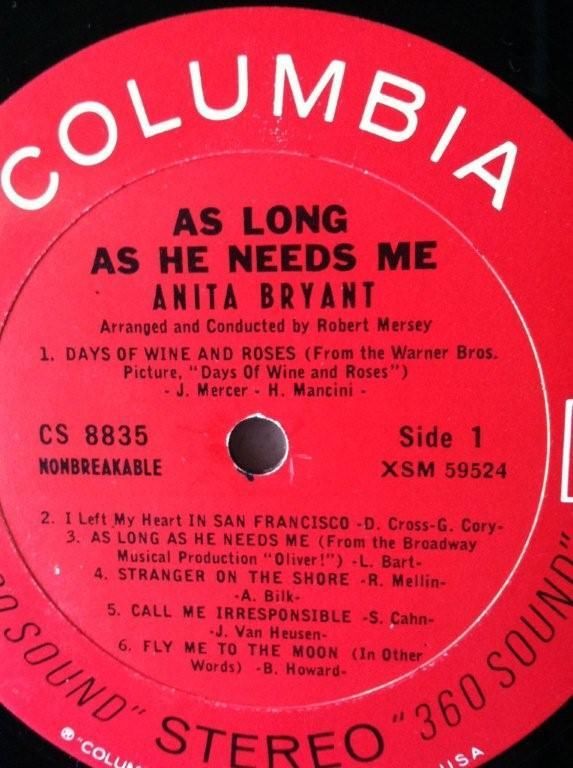 COLUMBIA
AS LONG
AS HE NEEDS ME
ANITA BRYANT
Arranged and Conducted by Robert Mersey
1. DAYS OF WINE AND ROSES (From the Warner Bros.
Picture, "Days Of Wine and Roses")
- J. Mercer - H. Mancini -
CS 8835
NONBREAKABLE
Side 1
XSM 59524
2. I Left My Heart IN SAN FRANCISCO -D. Cross-G. Cory-
3. AS LONG AS HE NEEDS ME (From the Broadway
Musical Production "Oliver!") -L. Bart-
4. STRANGER ON THE SHORE -R. Mellin-
-A. Bilk-
5. CALL ME IRRESPONSIBLE -S. Cahn-
-J. Van Heusen-
6. FLY ME TO THE MOON (In Other
Words) -B. Howard-
SOUND" STEREO "360 SOUND"
® "COLUM
USA